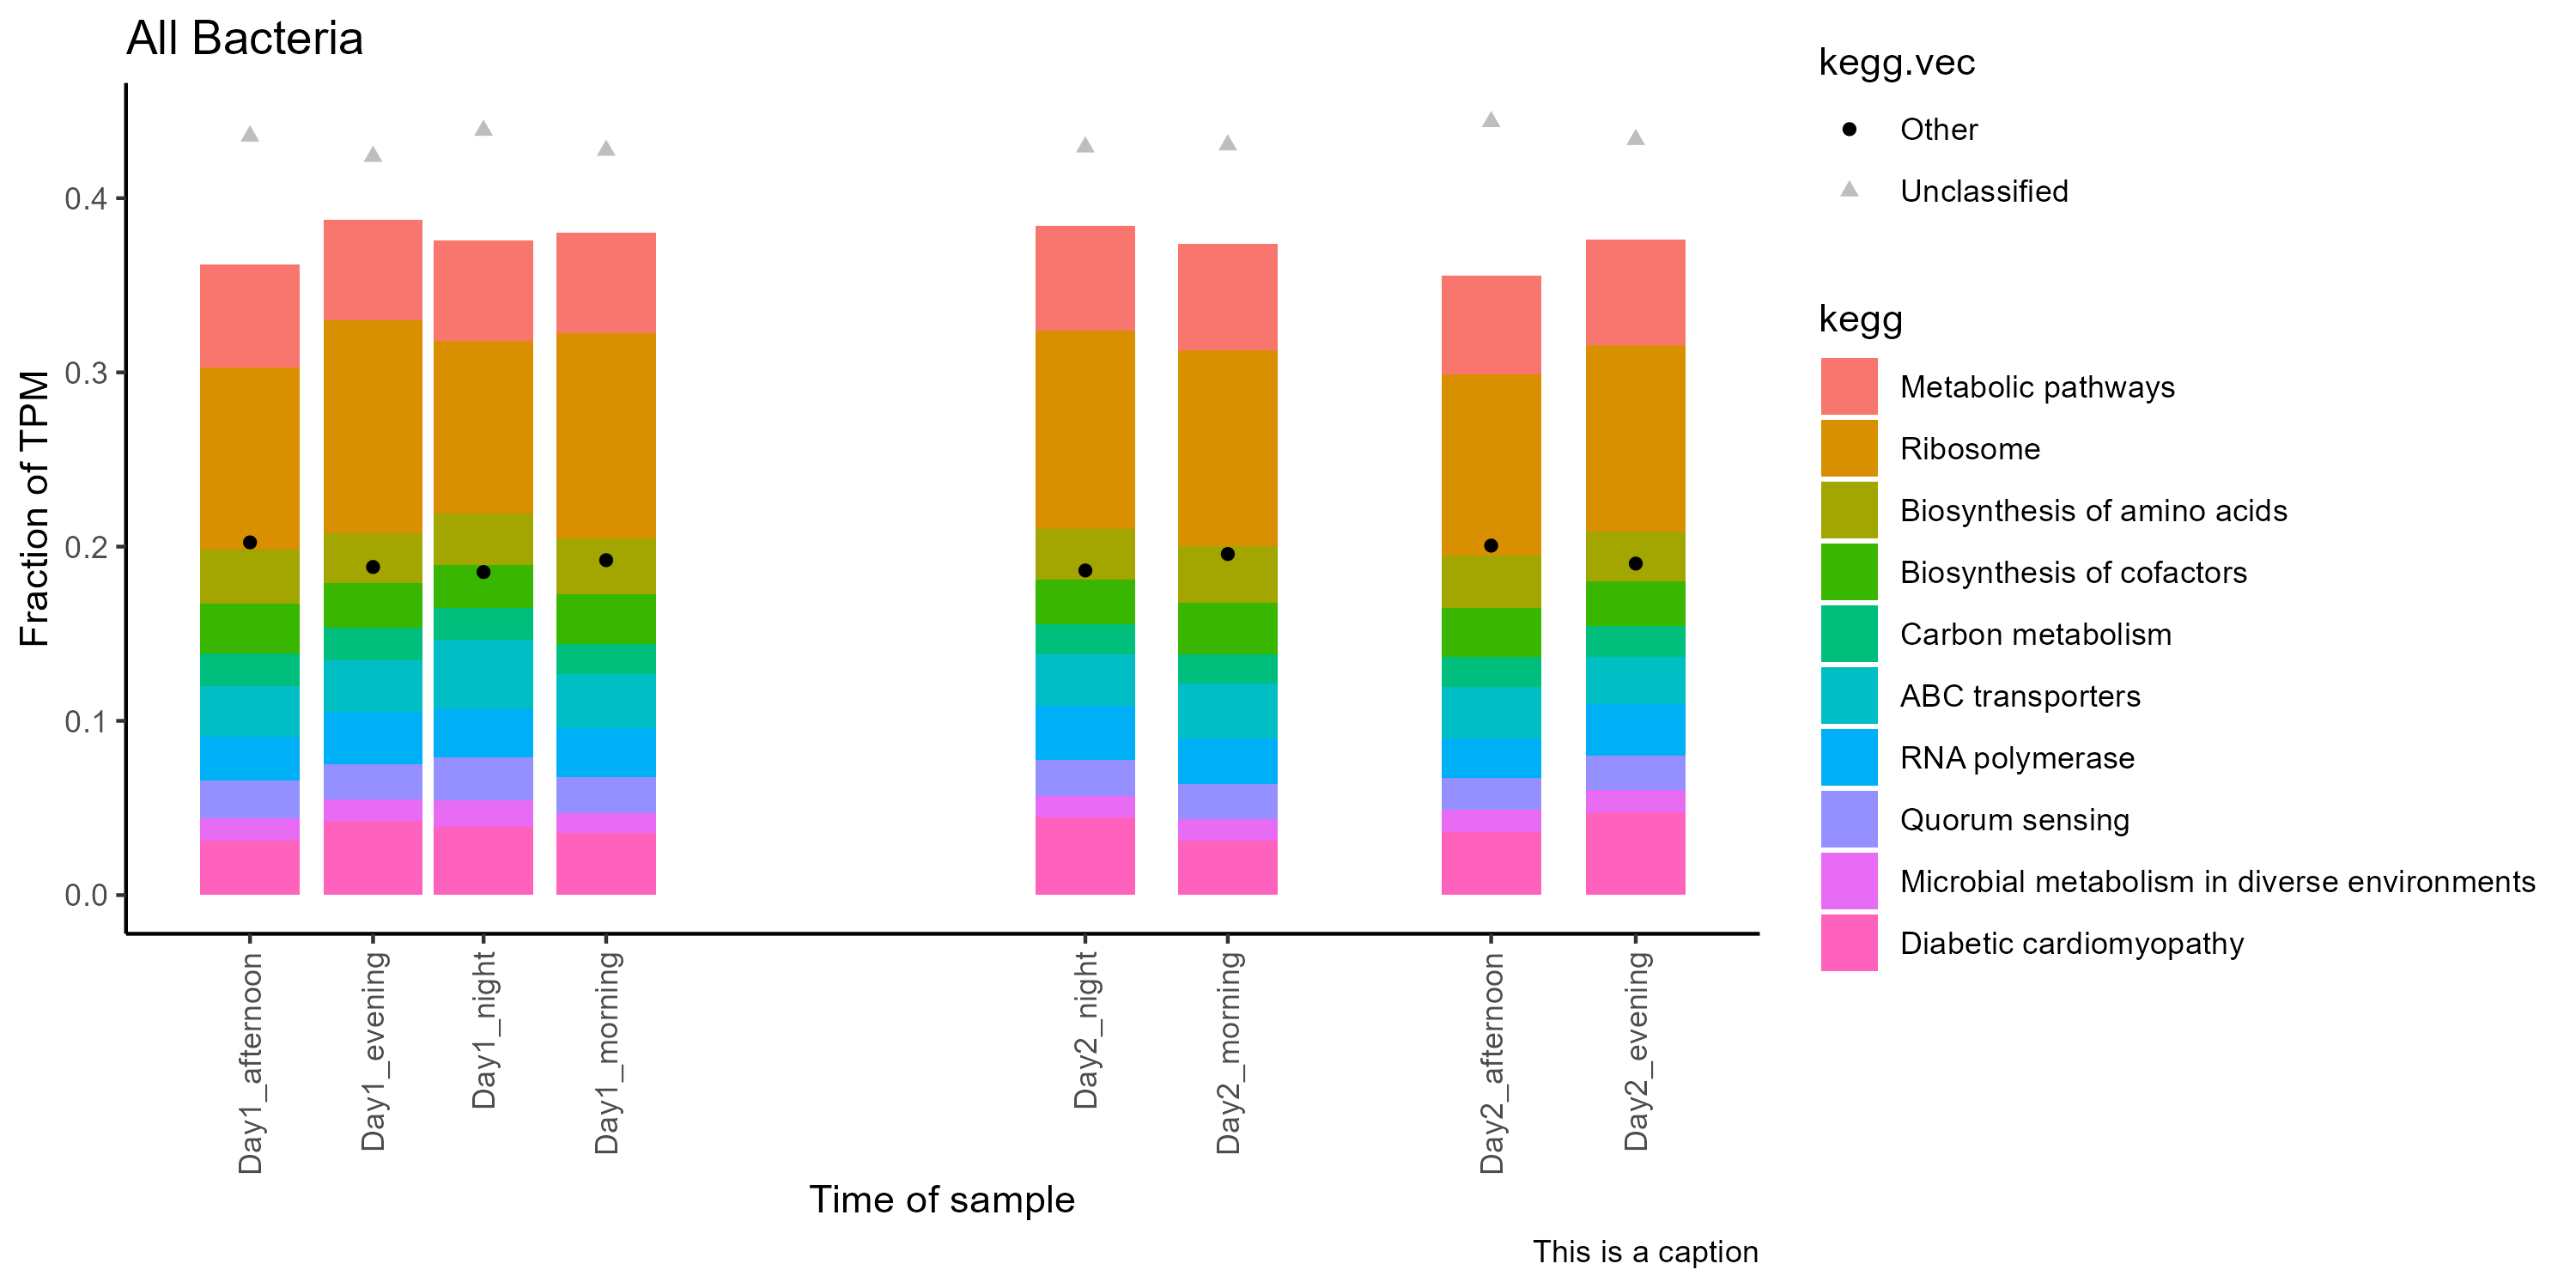 All Bacteria
Fraction of TPM
0.4
0.3
0.2
0.1
0.0
Day1_afternoon
Day1_evening
Day1_night
Day1_morning
Day2_night
Day2_morning
Day2_afternoon
Day2_evening
Time of sample
This is a caption
kegg.vec
Other
Unclassified
kegg
Metabolic pathways
Ribosome
Biosynthesis of amino acids
Biosynthesis of cofactors
Carbon metabolism
ABC transporters
RNA polymerase
Quorum sensing
Microbial metabolism in diverse environments
Diabetic cardiomyopathy